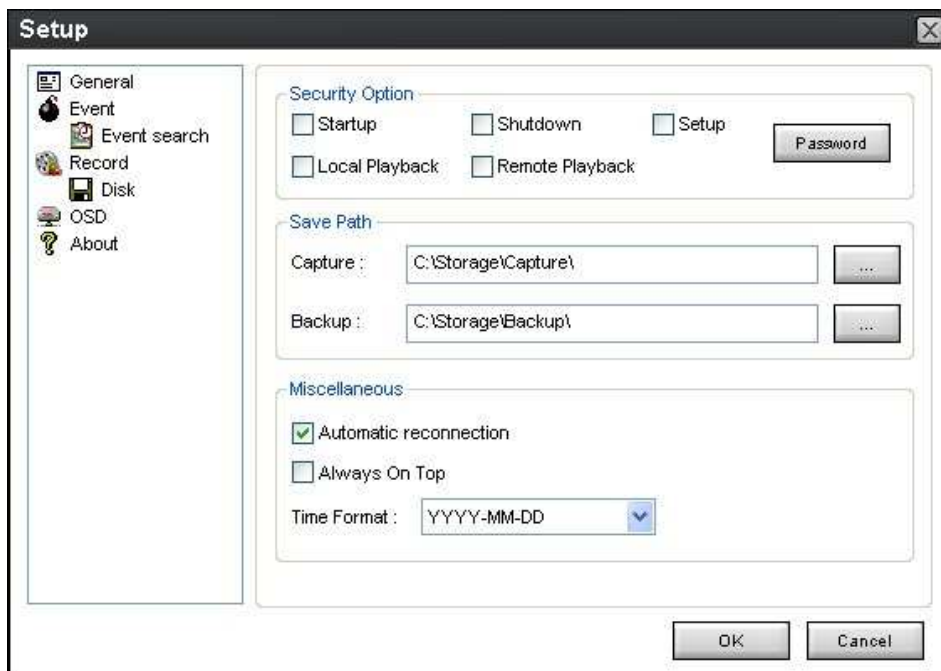 Setup
General
Event
Event search
Record
Disk
OSD
About
Security Option
Startup
Shutdown
Setup
Password
Local Playback
Remote Playback
Save Path
Capture :
C:\Storage\Capture\
...
Backup :
C:\Storage\Backup\
...
Miscellaneous
Automatic reconnection
Always On Top
Time Format :
YYYY-MM-DD
OK
Cancel